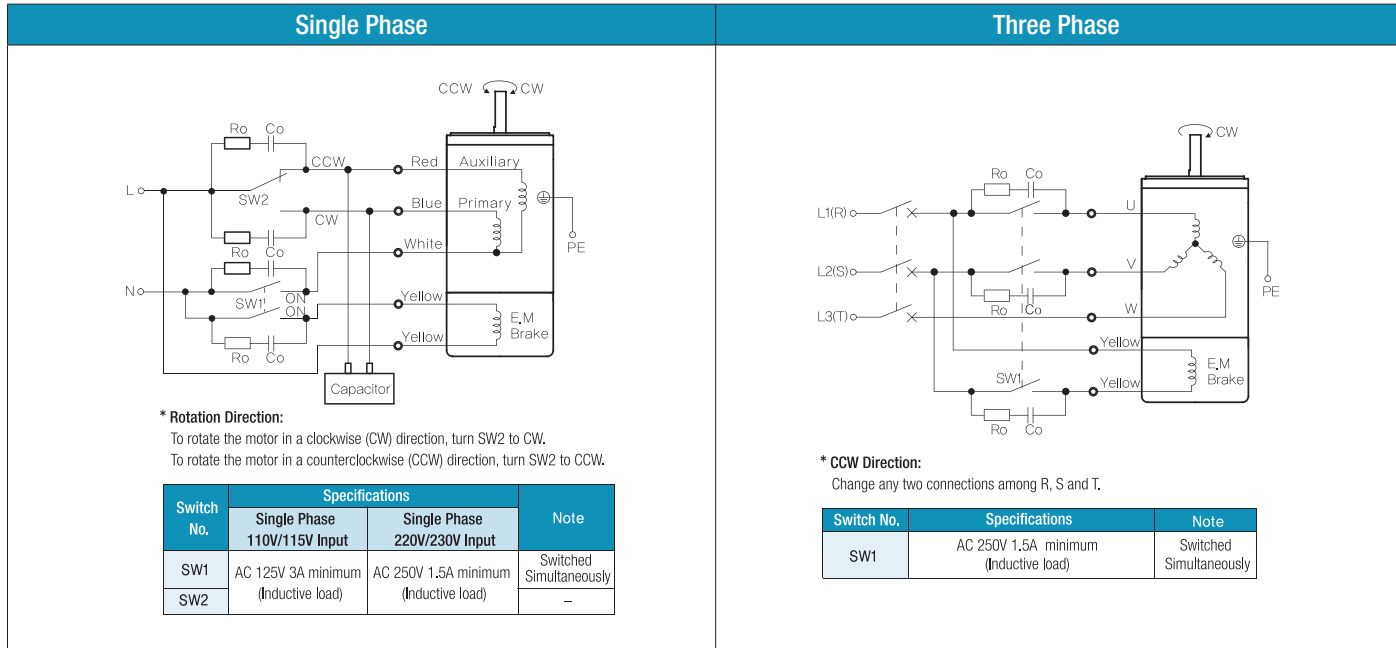 Single Phase
Three Phase
CCW CW
Ro Co
CCW Red Auxiliary
L
SW2
Blue Primary
CW
Ro Co
White
PE
Ro Co
N
SW1 ON
ON
Yellow
E.M
Brake
Yellow
Ro Co
Capacitor
* Rotation Direction:
To rotate the motor in a clockwise (CW) direction, turn SW2 to CW.
To rotate the motor in a counterclockwise (CCW) direction, turn SW2 to CCW.
Switch No. Specifications Note
Single Phase 110V/115V Input Single Phase 220V/230V Input
SW1 AC 125V 3A minimum (Inductive load) AC 250V 1.5A minimum (Inductive load) Switched Simultaneously
SW2 –
CW
Ro Co
L1(R) U
L2(S) V
PE
Ro Co
L3(T) W
Yellow
E.M
Brake
SW1 Yellow
Ro Co
* CCW Direction:
Change any two connections among R, S and T.
Switch No. Specifications Note
SW1 AC 250V 1.5A minimum (Inductive load) Switched Simultaneously